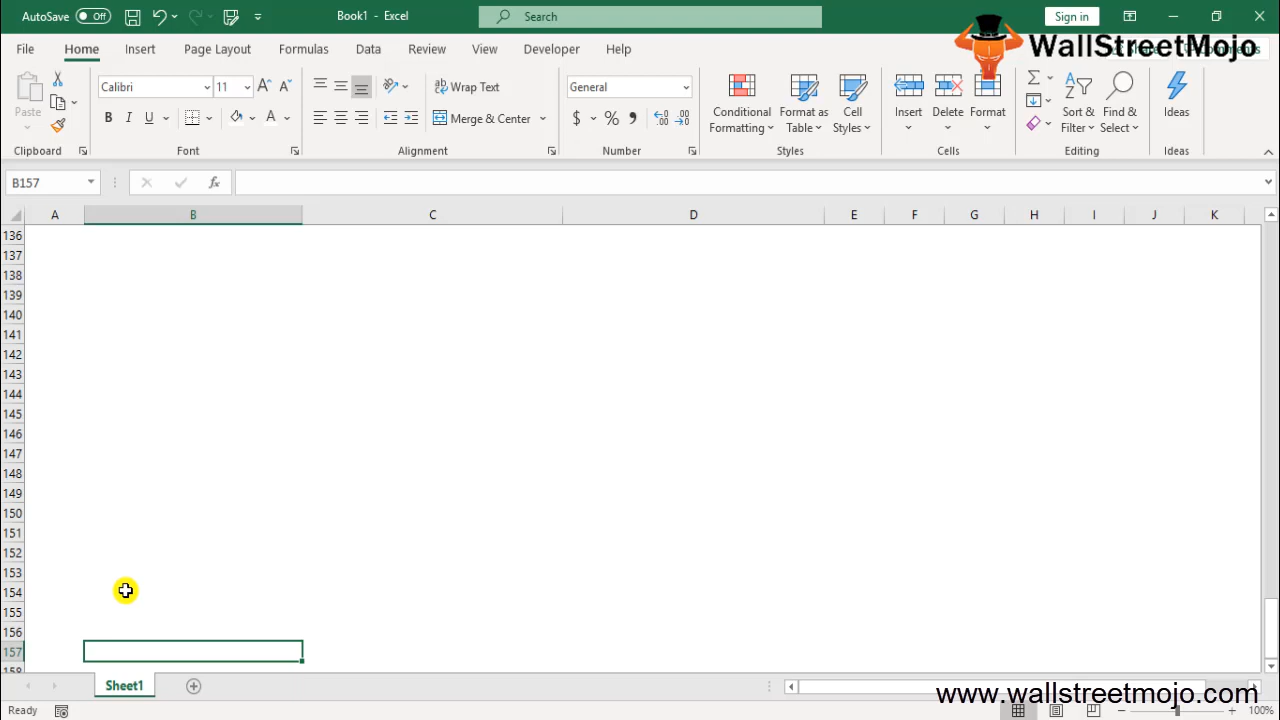 AutoSave Off Book1 - Excel Search Sign in
File Home Insert Page Layout Formulas Data Review View Developer Help WallStreetMojo
Paste Calibri 11 Wrap Text General Conditional Format as Cell Insert Delete Format Sort & Find & Ideas
B I U A Merge & Center $ % Formatting Table Styles Filter Select
Clipboard Font Alignment Number Styles Cells Editing Ideas
B157 fx
A B C D E F G H I J K
136
137
138
139
140
141
142
143
144
145
146
147
148
149
150
151
152
153
154
155
156
157
158
Sheet1
www.wallstreetmojo.com
Ready 100%